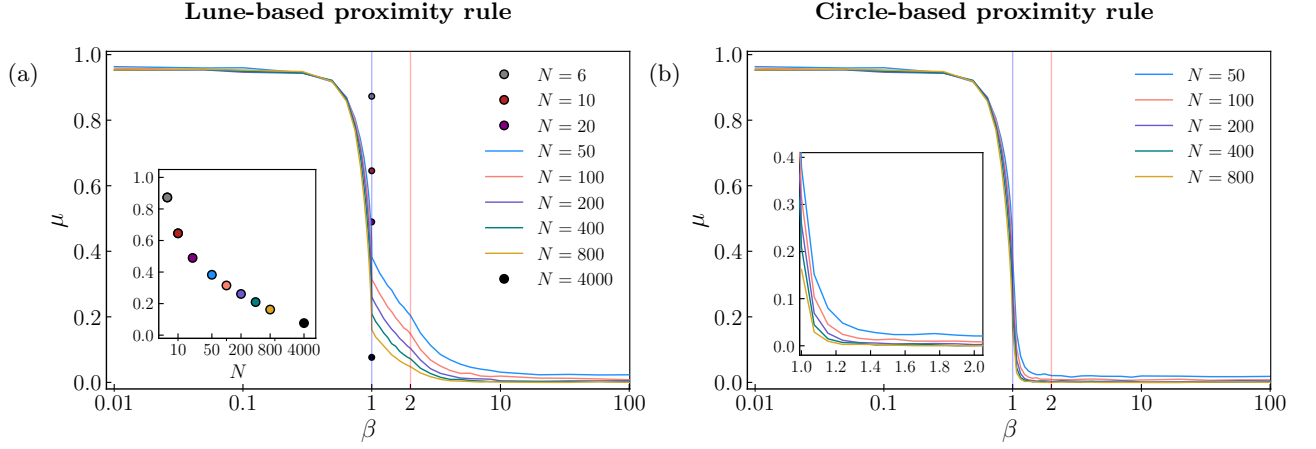 Lune-based proximity rule
(a)
1.0
0.8
0.6
0.4
0.2
0.0
μ
0.01
0.1
1
2
10
100
β
N = 6
N = 10
N = 20
N = 50
N = 100
N = 200
N = 400
N = 800
N = 4000
1.0
0.8
0.6
0.4
0.2
0.0
10
50
200
800
4000
N
Circle-based proximity rule
(b)
1.0
0.8
0.6
0.4
0.2
0.0
μ
0.01
0.1
1
2
10
100
β
N = 50
N = 100
N = 200
N = 400
N = 800
0.4
0.3
0.2
0.1
0.0
1.0
1.2
1.4
1.6
1.8
2.0